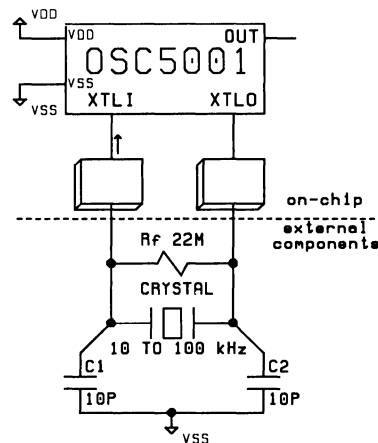 VDD
VDD
OUT
OSC5001
VSS
VSS
XTLI
XTLO
on-chip
external
components
Rf 22M
CRYSTAL
10 TO 100 kHz
C1
C2
10P
10P
VSS